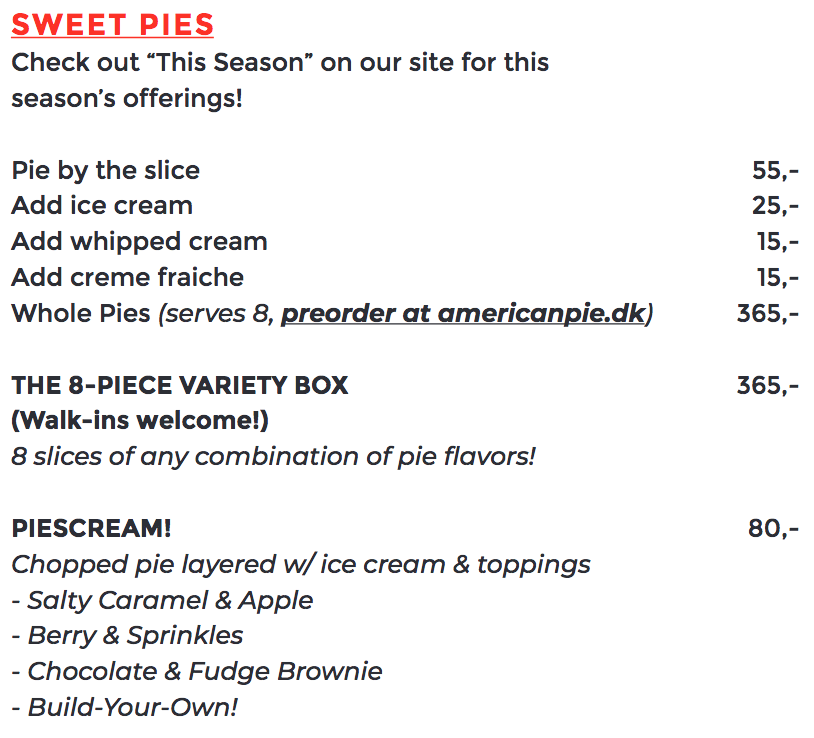 SWEET PIES
Check out “This Season” on our site for this
season’s offerings!
Pie by the slice 55,-
Add ice cream 25,-
Add whipped cream 15,-
Add creme fraiche 15,-
Whole Pies (serves 8, preorder at americanpie.dk) 365,-
THE 8-PIECE VARIETY BOX 365,-
(Walk-ins welcome!)
8 slices of any combination of pie flavors!
PIESCREAM! 80,-
Chopped pie layered w/ ice cream & toppings
- Salty Caramel & Apple
- Berry & Sprinkles
- Chocolate & Fudge Brownie
- Build-Your-Own!